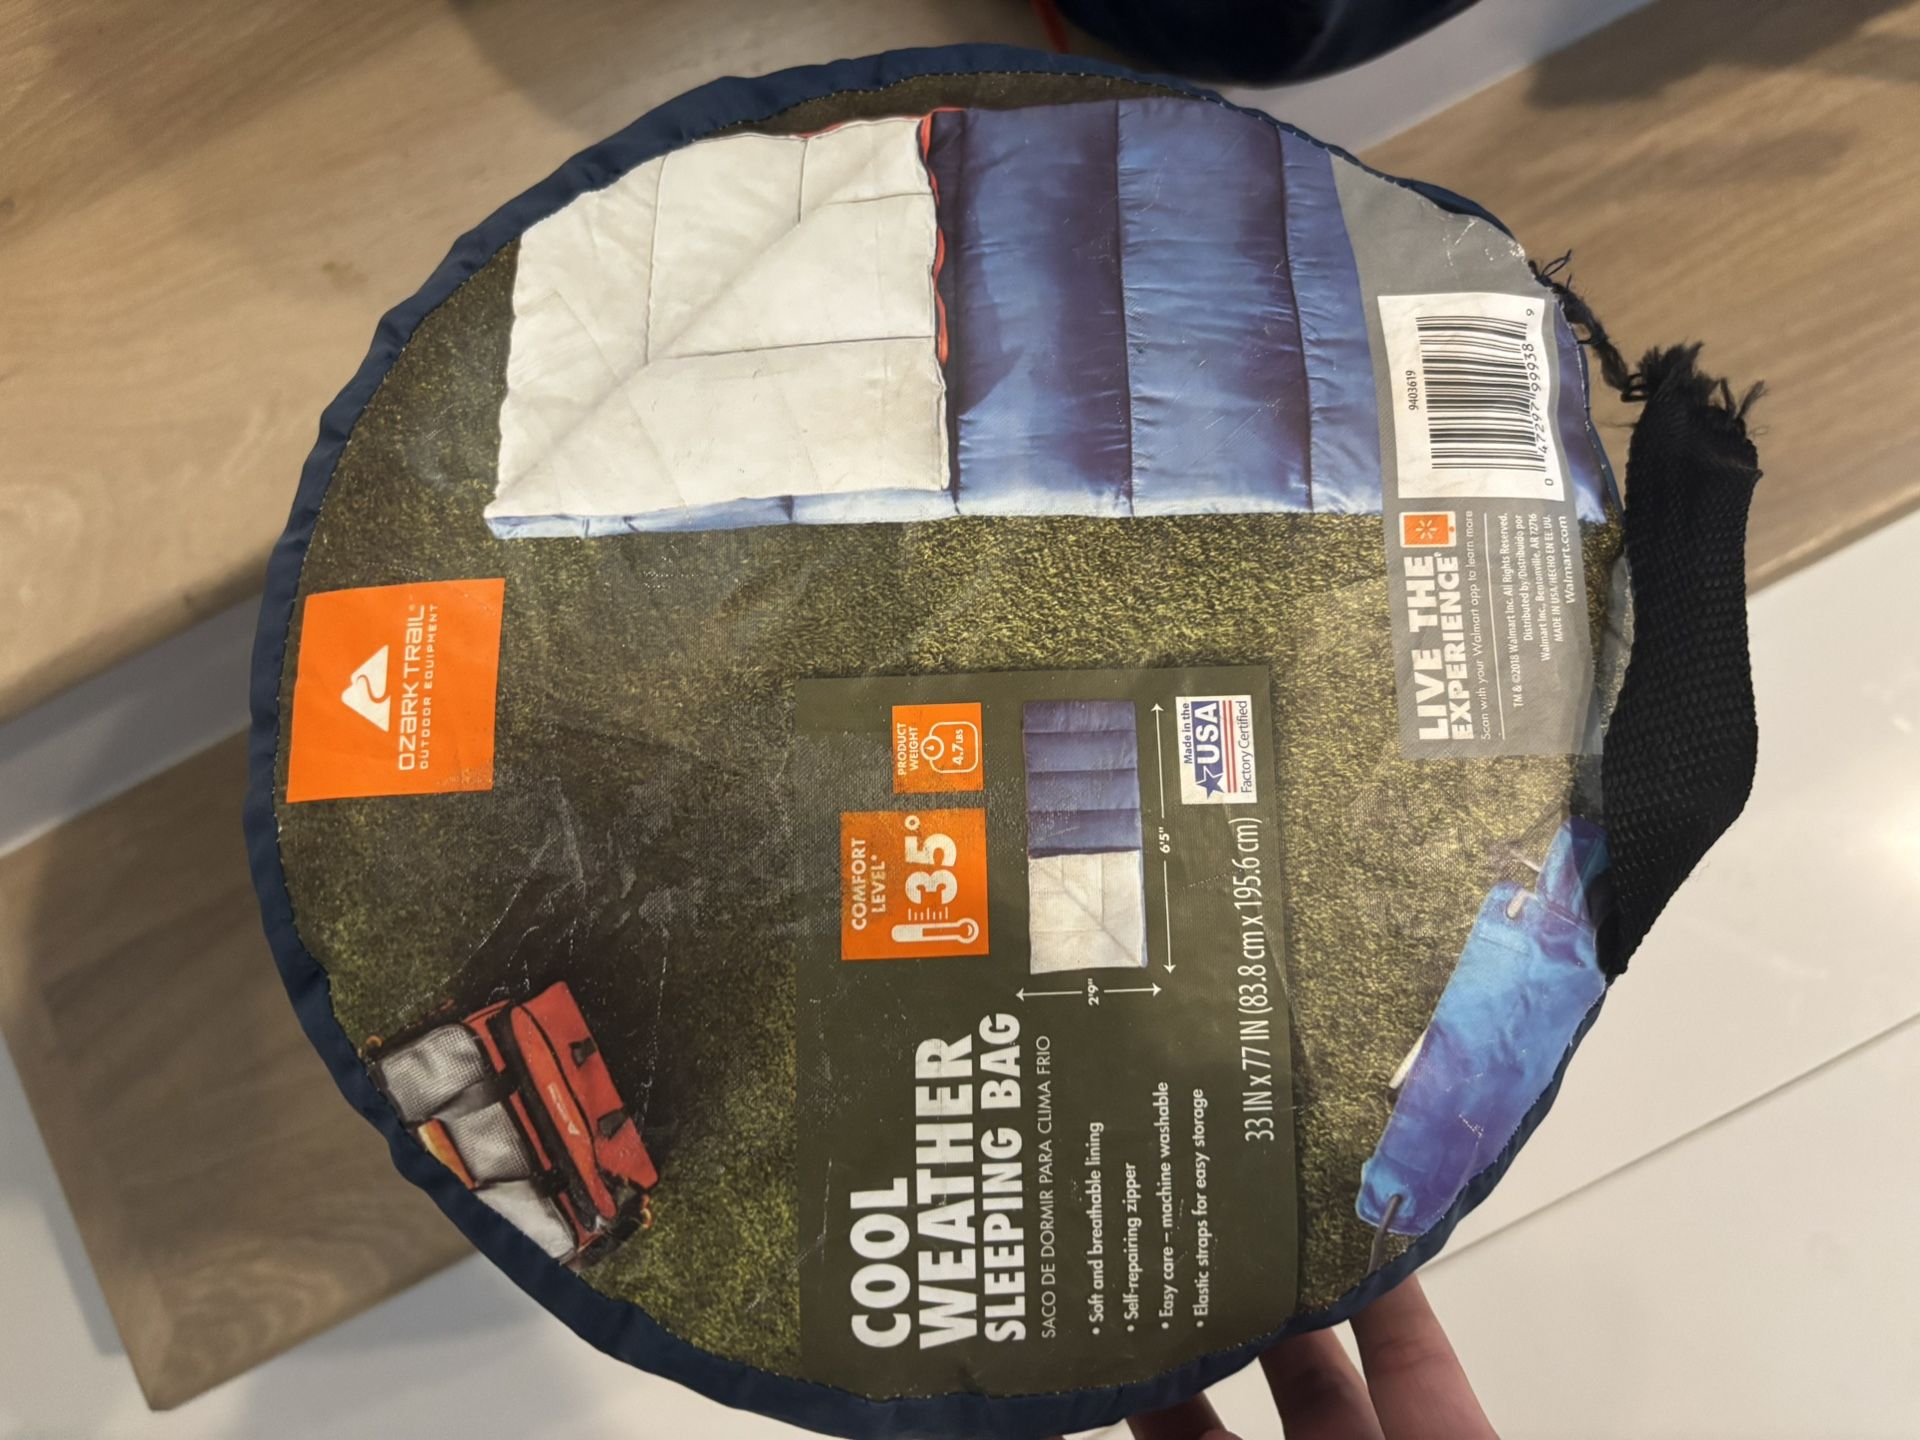 OZARK TRAIL®
OUTDOOR EQUIPMENT
COOL
WEATHER
SLEEPING BAG
SACO DE DORMIR PARA CLIMA FRIO
• Soft and breathable lining
• Self-repairing zipper
• Easy care – machine washable
• Elastic straps for easy storage
COMFORT
LEVEL*
35°
PRODUCT
WEIGHT
4.7 LBS
2'9"
6'5"
33 IN x 77 IN (83.8 cm x 195.6 cm)
Made in the
USA
Factory Certified
LIVE THE
EXPERIENCE
Scan with your Walmart app to learn more
TM & ©2018 Walmart Inc. All Rights Reserved.
Distributed by/Distribuido por
Walmart Inc., Bentonville, AR 72716
MADE IN USA/HECHO EN EE.UU.
Walmart.com
9403619
0 47297 99938 9